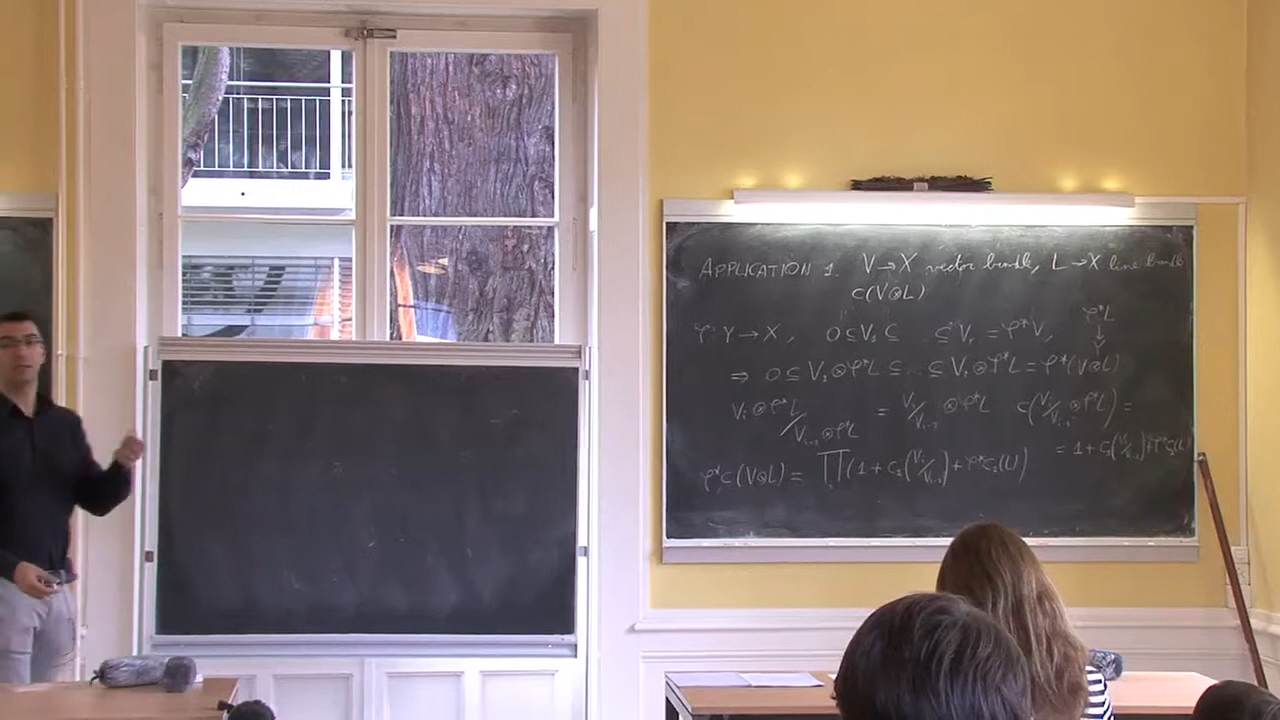 APPLICATION 1. V → X vector bundle, L → X line bundle
c(V⊗L)
φ: Y → X, 0 ⊆ V₁ ⊆ ... ⊆ Vᵣ = φ*V, φ*L
⇒ 0 ⊆ V₁⊗φ*L ⊆ ... ⊆ Vᵣ⊗φ*L = φ*(V⊗L)
Vᵢ⊗φ*L / Vᵢ₋₁⊗φ*L = Vᵢ/Vᵢ₋₁ ⊗φ*L c(Vᵢ/Vᵢ₋₁ ⊗φ*L) =
= 1 + c₁(Vᵢ/Vᵢ₋₁) + φ*c₁(L)
φ*c(V⊗L) = ∏ᵢ (1 + c₁(Vᵢ/Vᵢ₋₁) + φ*c₁(L))